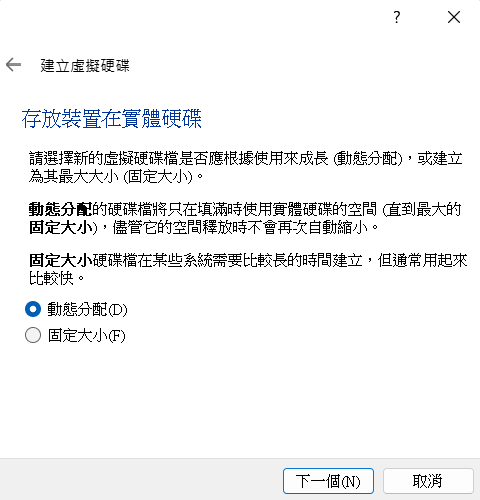 ?
建立虛擬硬碟
存放裝置在實體硬碟
請選擇新的虛擬硬碟檔是否應根據使用來成長 (動態分配)，或建立
為其最大大小 (固定大小)。
動態分配的硬碟檔將只在填滿時使用實體硬碟的空間 (直到最大的
固定大小)，儘管它的空間釋放時不會再次自動縮小。
固定大小硬碟檔在某些系統需要比較長的時間建立，但通常用起來
比較快。
動態分配(D)
固定大小(F)
下一個(N)
取消